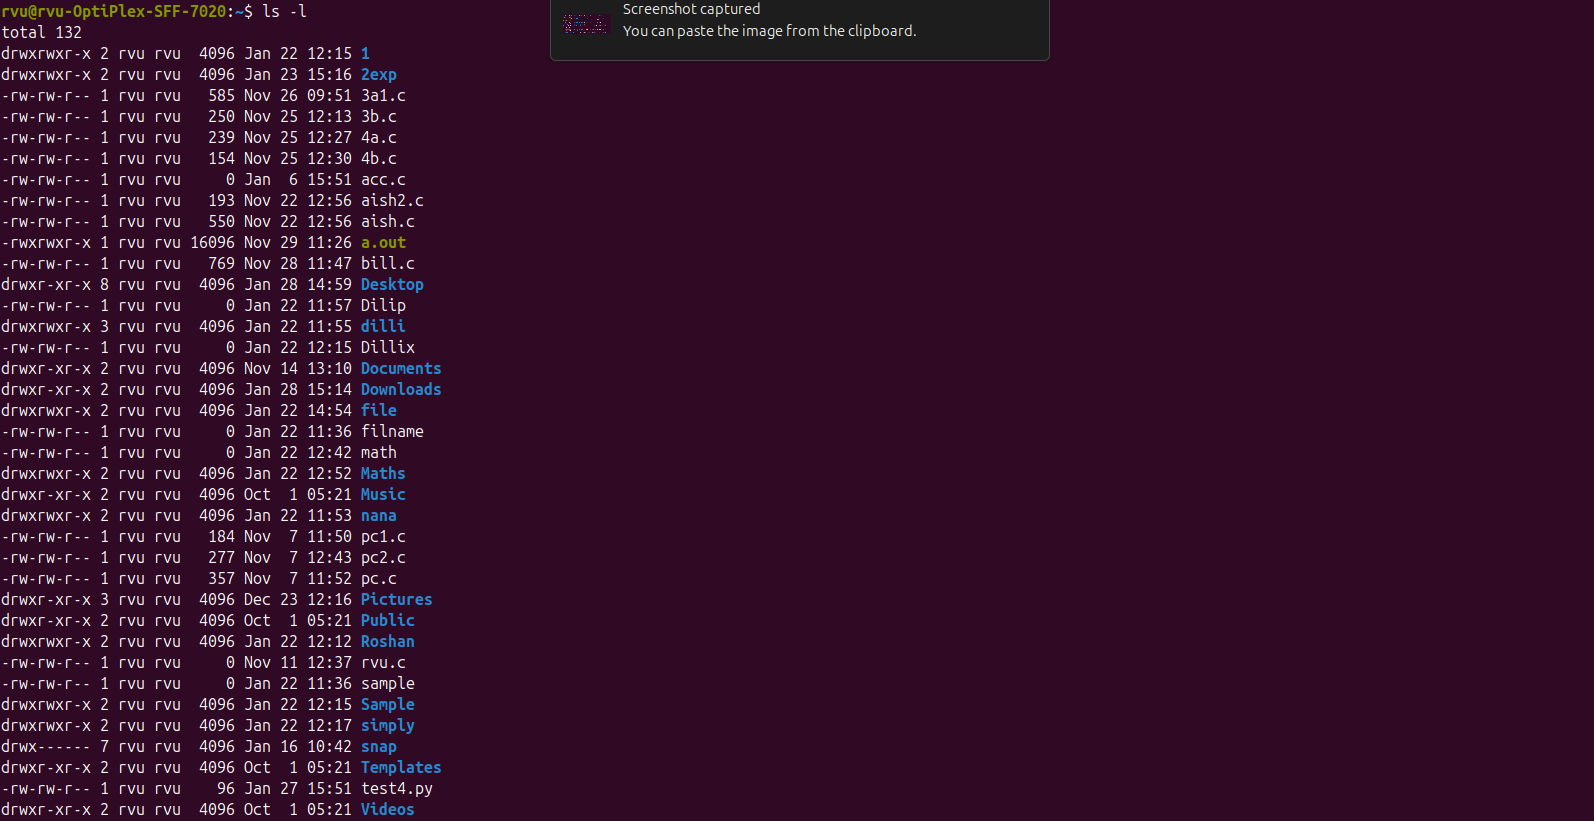 rvu@rvu-OptiPlex-SFF-7020:~$ ls -l
Screenshot captured
You can paste the image from the clipboard.
total 132
drwxrwxr-x 2 rvu rvu  4096 Jan 22 12:15 1
drwxrwxr-x 2 rvu rvu  4096 Jan 23 15:16 2exp
-rw-rw-r-- 1 rvu rvu   585 Nov 26 09:51 3a1.c
-rw-rw-r-- 1 rvu rvu   250 Nov 25 12:13 3b.c
-rw-rw-r-- 1 rvu rvu   239 Nov 25 12:27 4a.c
-rw-rw-r-- 1 rvu rvu   154 Nov 25 12:30 4b.c
-rw-rw-r-- 1 rvu rvu     0 Jan  6 15:51 acc.c
-rw-rw-r-- 1 rvu rvu   193 Nov 22 12:56 aish2.c
-rw-rw-r-- 1 rvu rvu   550 Nov 22 12:56 aish.c
-rwxrwxr-x 1 rvu rvu 16096 Nov 29 11:26 a.out
-rw-rw-r-- 1 rvu rvu   769 Nov 28 11:47 bill.c
drwxr-xr-x 8 rvu rvu  4096 Jan 28 14:59 Desktop
-rw-rw-r-- 1 rvu rvu     0 Jan 22 11:57 Dilip
drwxrwxr-x 3 rvu rvu  4096 Jan 22 11:55 dilli
-rw-rw-r-- 1 rvu rvu     0 Jan 22 12:15 Dillix
drwxr-xr-x 2 rvu rvu  4096 Nov 14 13:10 Documents
drwxr-xr-x 2 rvu rvu  4096 Jan 28 15:14 Downloads
drwxrwxr-x 2 rvu rvu  4096 Jan 22 14:54 file
-rw-rw-r-- 1 rvu rvu     0 Jan 22 11:36 filname
-rw-rw-r-- 1 rvu rvu     0 Jan 22 12:42 math
drwxrwxr-x 2 rvu rvu  4096 Jan 22 12:52 Maths
drwxr-xr-x 2 rvu rvu  4096 Oct  1 05:21 Music
drwxrwxr-x 2 rvu rvu  4096 Jan 22 11:53 nana
-rw-rw-r-- 1 rvu rvu   184 Nov  7 11:50 pc1.c
-rw-rw-r-- 1 rvu rvu   277 Nov  7 12:43 pc2.c
-rw-rw-r-- 1 rvu rvu   357 Nov  7 11:52 pc.c
drwxr-xr-x 3 rvu rvu  4096 Dec 23 12:16 Pictures
drwxr-xr-x 2 rvu rvu  4096 Oct  1 05:21 Public
drwxrwxr-x 2 rvu rvu  4096 Jan 22 12:12 Roshan
-rw-rw-r-- 1 rvu rvu     0 Nov 11 12:37 rvu.c
-rw-rw-r-- 1 rvu rvu     0 Jan 22 11:36 sample
drwxrwxr-x 2 rvu rvu  4096 Jan 22 12:15 Sample
drwxrwxr-x 2 rvu rvu  4096 Jan 22 12:17 simply
drwx------ 7 rvu rvu  4096 Jan 16 10:42 snap
drwxr-xr-x 2 rvu rvu  4096 Oct  1 05:21 Templates
-rw-rw-r-- 1 rvu rvu    96 Jan 27 15:51 test4.py
drwxr-xr-x 2 rvu rvu  4096 Oct  1 05:21 Videos